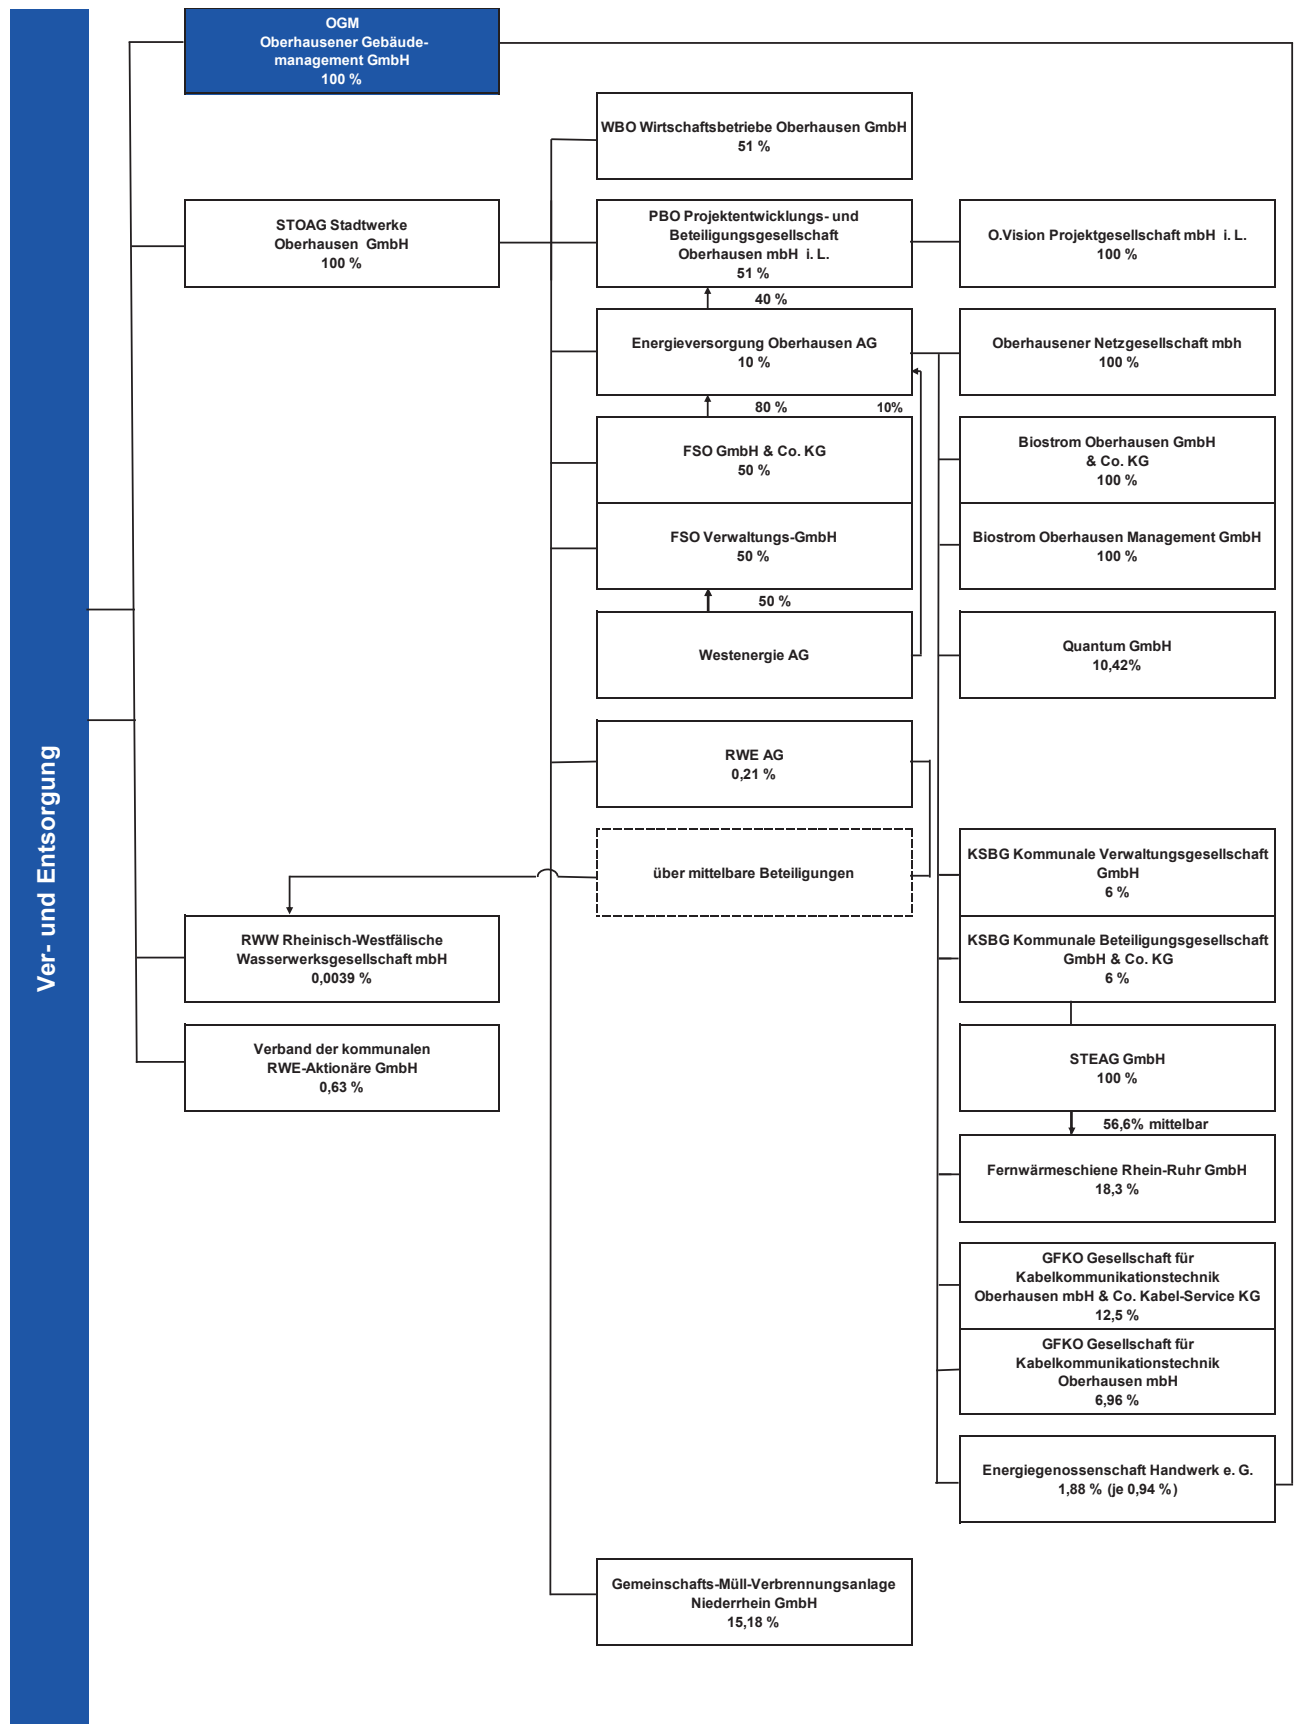 Ver- und Entsorgung
OGM
Oberhausener Gebäude-
management GmbH
100 %
STOAG Stadtwerke
Oberhausen GmbH
100 %
RWW Rheinisch-Westfälische
Wasserwerksgesellschaft mbH
0,0039 %
Verband der kommunalen
RWE-Aktionäre GmbH
0,63 %
WBO Wirtschaftsbetriebe Oberhausen GmbH
51 %
PBO Projektentwicklungs- und
Beteiligungsgesellschaft
Oberhausen mbH i. L.
51 %
40 %
Energieversorgung Oberhausen AG
10 %
80 %
10%
FSO GmbH & Co. KG
50 %
FSO Verwaltungs-GmbH
50 %
50 %
Westenergie AG
RWE AG
0,21 %
über mittelbare Beteiligungen
Gemeinschafts-Müll-Verbrennungsanlage
Niederrhein GmbH
15,18 %
O.Vision Projektgesellschaft mbH i. L.
100 %
Oberhausener Netzgesellschaft mbh
100 %
Biostrom Oberhausen GmbH
& Co. KG
100 %
Biostrom Oberhausen Management GmbH
100 %
Quantum GmbH
10,42%
KSBG Kommunale Verwaltungsgesellschaft
GmbH
6 %
KSBG Kommunale Beteiligungsgesellschaft
GmbH & Co. KG
6 %
STEAG GmbH
100 %
56,6% mittelbar
Fernwärmeschiene Rhein-Ruhr GmbH
18,3 %
GFKO Gesellschaft für
Kabelkommunikationstechnik
Oberhausen mbH & Co. Kabel-Service KG
12,5 %
GFKO Gesellschaft für
Kabelkommunikationstechnik
Oberhausen mbH
6,96 %
Energiegenossenschaft Handwerk e. G.
1,88 % (je 0,94 %)